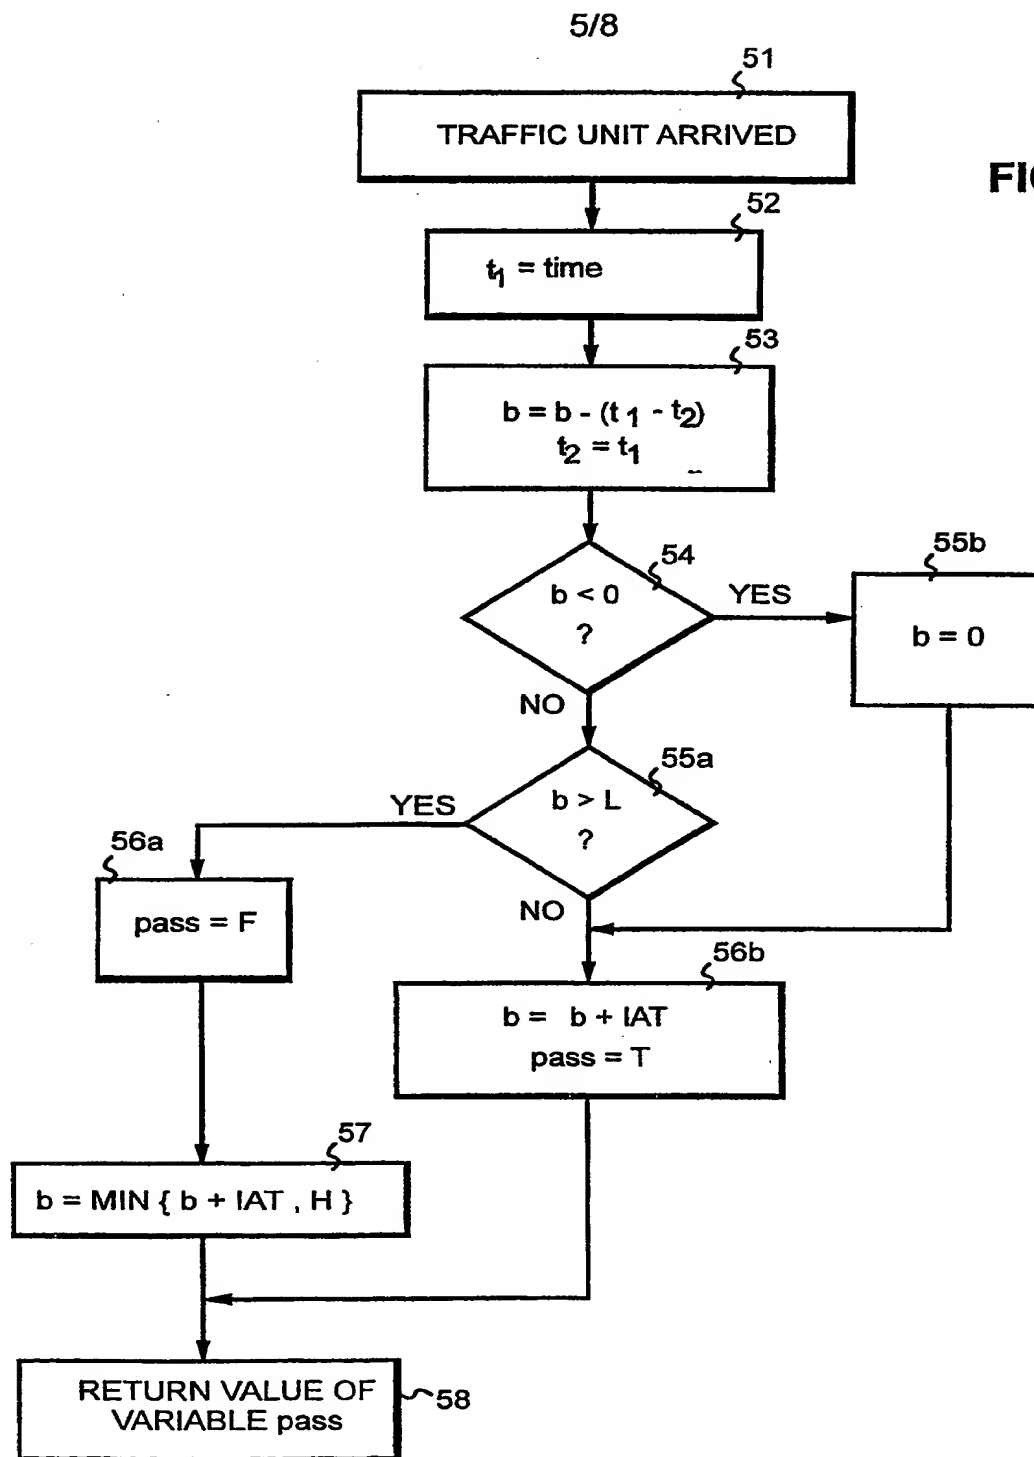 5/8
51
TRAFFIC UNIT ARRIVED
FIG
52
t₁ = time
53
b = b - (t₁ - t₂)
t₂ = t₁
54
b < 0
?
YES
55b
b = 0
NO
55a
b > L
?
YES
56a
pass = F
NO
56b
b = b + IAT
pass = T
57
b = MIN { b + IAT , H }
RETURN VALUE OF
VARIABLE pass
58